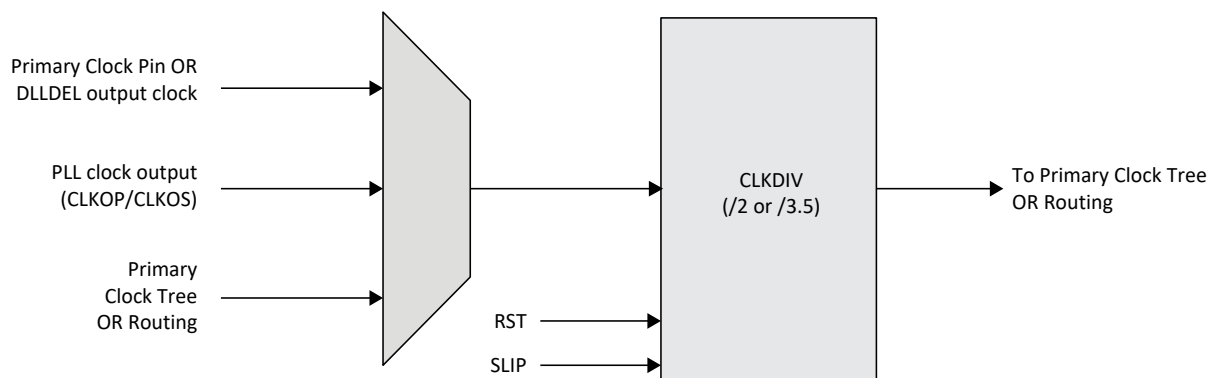 Primary Clock Pin OR
DLLDEL output clock
PLL clock output
(CLKOP/CLKOS)
Primary
Clock Tree
OR Routing
CLKDIV
(/2 or /3.5)
RST
SLIP
To Primary Clock Tree
OR Routing